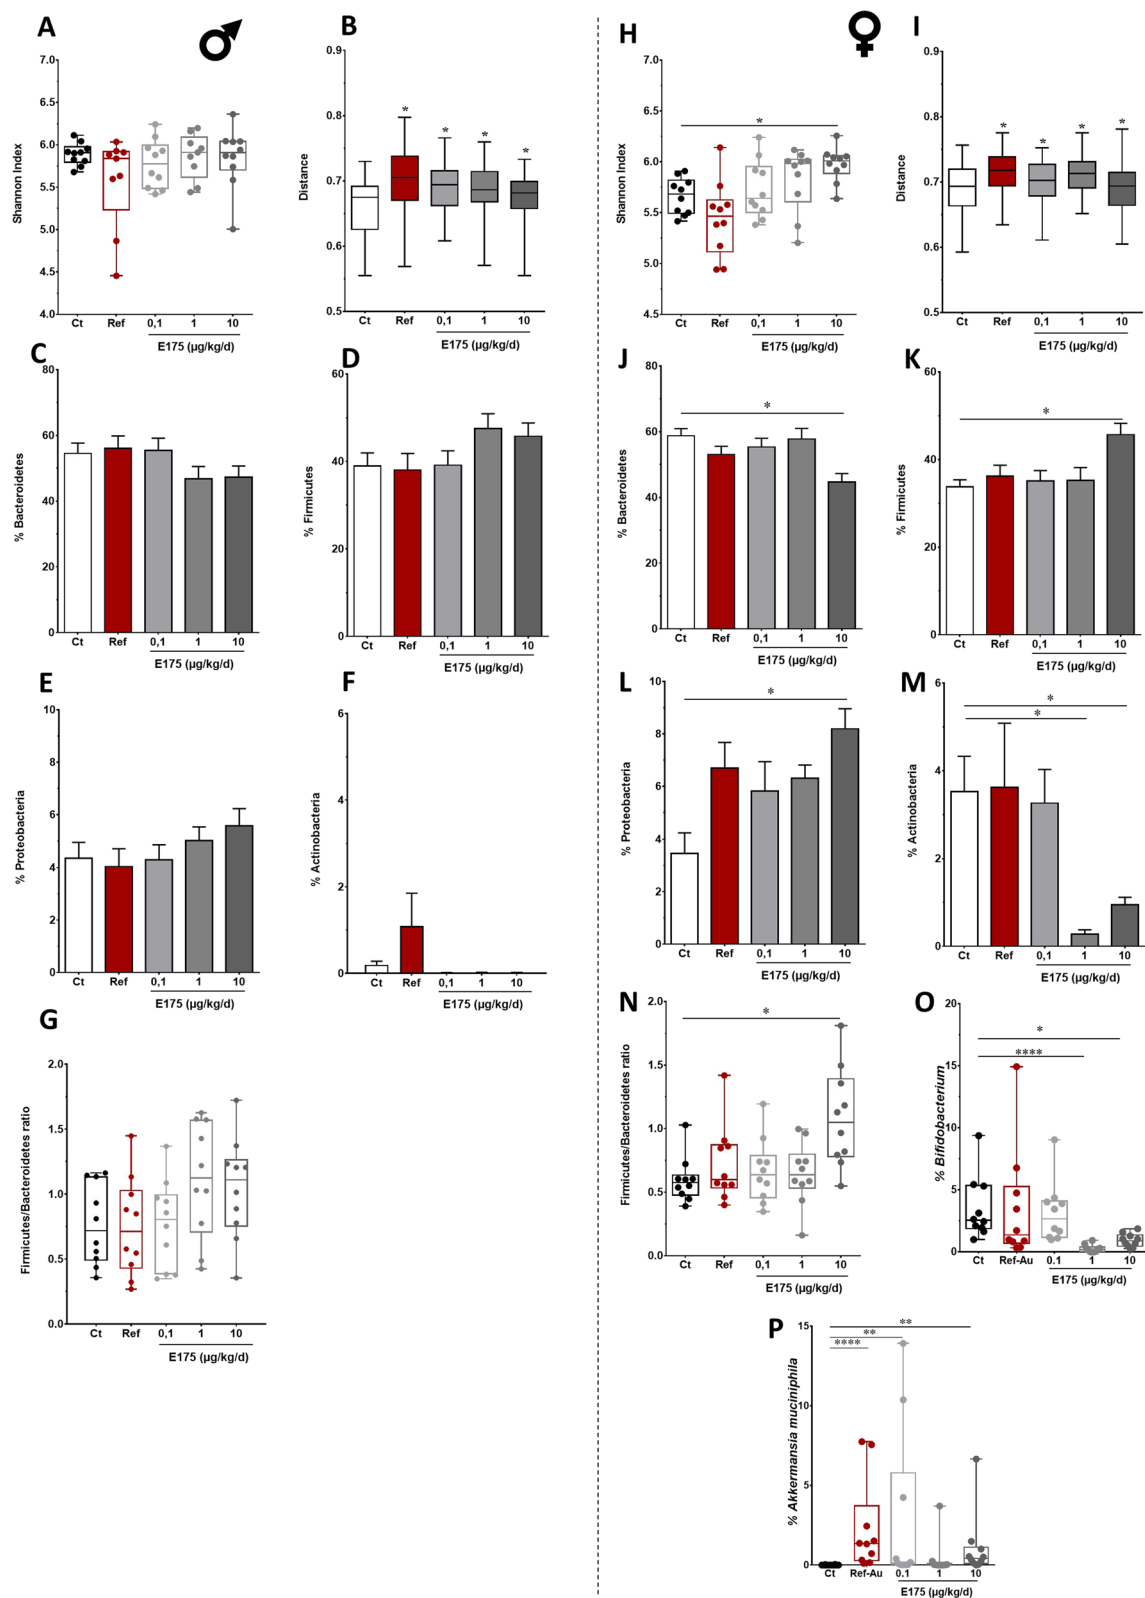 A
B
H
I
7.0
6.5
6.0
5.5
5.0
4.5
4.0
Shannon Index
Ct
Ref
0,1
1
10
E175 (µg/kg/d)
0.9
0.8
0.7
0.6
0.5
Distance
*
*
*
*
Ct
Ref
0,1
1
10
E175 (µg/kg/d)
7.0
6.5
6.0
5.5
5.0
4.5
Shannon Index
*
Ct
Ref
0,1
1
10
E175 (µg/kg/d)
0.9
0.8
0.7
0.6
0.5
Distance
*
*
*
*
Ct
Ref
0,1
1
10
E175 (µg/kg/d)
C
D
J
K
80
60
40
20
0
% Bacteroidetes
Ct
Ref
0,1
1
10
E175 (µg/kg/d)
60
40
20
0
% Firmicutes
Ct
Ref
0,1
1
10
E175 (µg/kg/d)
80
60
40
20
0
% Bacteroidetes
*
Ct
Ref
0,1
1
10
E175 (µg/kg/d)
60
40
20
0
% Firmicutes
*
Ct
Ref
0,1
1
10
E175 (µg/kg/d)
E
F
L
M
10
8
6
4
2
0
% Proteobacteria
Ct
Ref
0,1
1
10
E175 (µg/kg/d)
6
4
2
0
% Actinobacteria
Ct
Ref
0,1
1
10
E175 (µg/kg/d)
10
8
6
4
2
0
% Proteobacteria
*
Ct
Ref
0,1
1
10
E175 (µg/kg/d)
6
4
2
0
% Actinobacteria
*
*
Ct
Ref
0,1
1
10
E175 (µg/kg/d)
G
N
O
2.0
1.5
1.0
0.5
0.0
Firmicutes/Bacteroidetes ratio
Ct
Ref
0,1
1
10
E175 (µg/kg/d)
2.0
1.5
1.0
0.5
0.0
Firmicutes/Bacteroidetes ratio
*
Ct
Ref
0,1
1
10
E175 (µg/kg/d)
20
15
10
5
0
% Bifidobacterium
*
****
Ct
Ref-Au
0.1
1
10
E175 (µg/kg/d)
P
15
10
5
0
% Akkermansia muciniphila
**
**
****
Ct
Ref-Au
0.1
1
10
E175 (µg/kg/d)